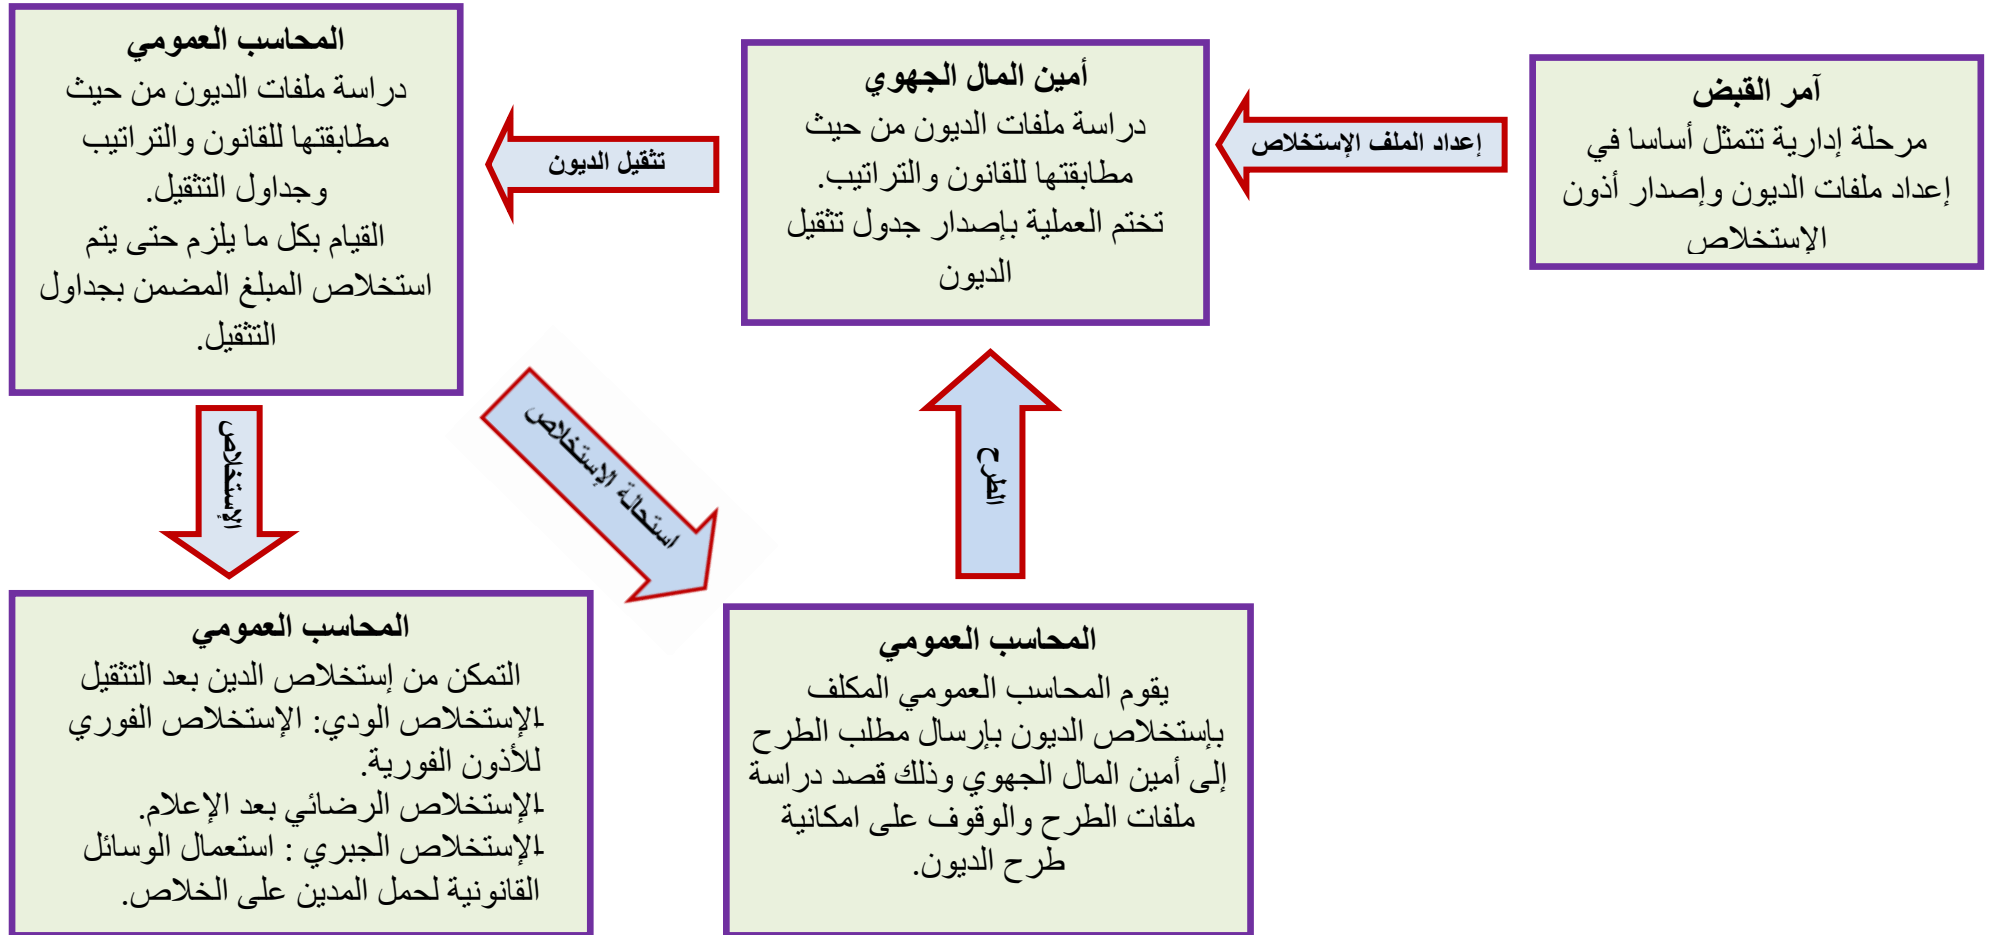 آمر القبض
مرحلة إدارية تتمثل أساسا في
إعداد ملفات الديون وإصدار أذون
الإستخلاص
إعداد الملف الإستخلاص
أمين المال الجهوي
دراسة ملفات الديون من حيث
مطابقتها للقانون والتراتيب.
تختم العملية بإصدار جدول تثقيل
الديون
تثقيل الديون
المحاسب العمومي
دراسة ملفات الديون من حيث
مطابقتها للقانون والتراتيب
وجداول التثقيل.
القيام بكل ما يلزم حتى يتم
استخلاص المبلغ المضمن بجداول
التثقيل.
الإستخلاص
استحالة الإستخلاص
الطرح
المحاسب العمومي
التمكن من إستخلاص الدين بعد التثقيل
-الإستخلاص الودي: الإستخلاص الفوري
للأذون الفورية.
-الإستخلاص الرضائي بعد الإعلام.
-الإستخلاص الجبري : استعمال الوسائل
القانونية لحمل المدين على الخلاص.
المحاسب العمومي
يقوم المحاسب العمومي المكلف
بإستخلاص الديون بإرسال مطلب الطرح
إلى أمين المال الجهوي وذلك قصد دراسة
ملفات الطرح والوقوف على امكانية
طرح الديون.